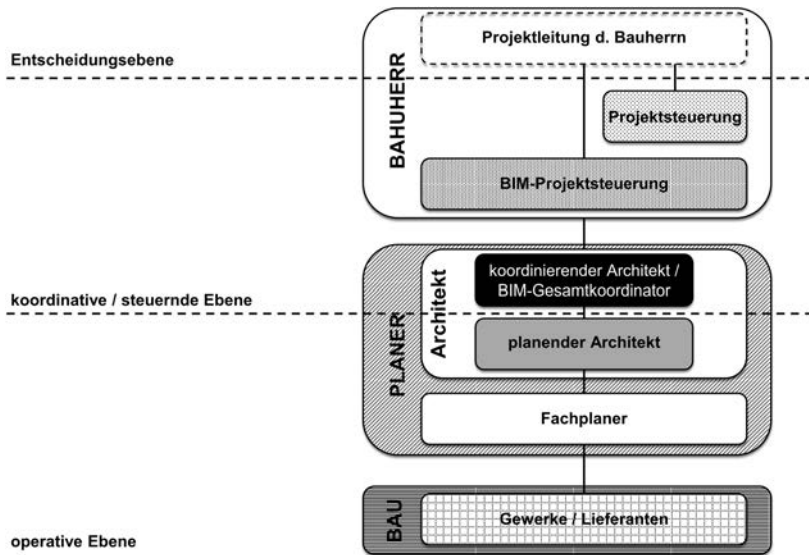 Projektleitung d. Bauherrn
Entscheidungsebene
BAHUHERR
Projektsteuerung
BIM-Projektsteuerung
koordinative / steuernde Ebene
PLANER
Architekt
koordinierender Architekt /
BIM-Gesamtkoordinator
planender Architekt
Fachplaner
BAU
Gewerke / Lieferanten
operative Ebene